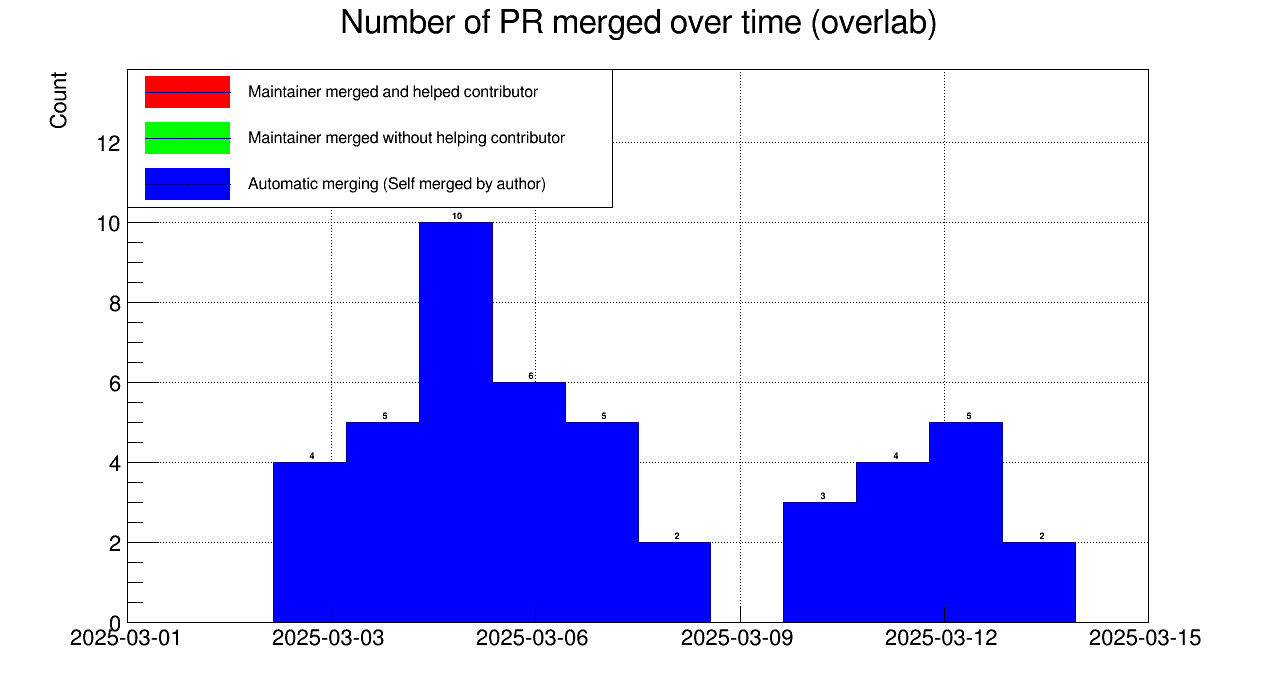 Number of PR merged over time (overlab)
Count
Maintainer merged and helped contributor
Maintainer merged without helping contributor
Automatic merging (Self merged by author)
12
10
8
6
4
2
0
4
5
10
6
5
2
3
4
5
2
2025-03-01 2025-03-03 2025-03-06 2025-03-09 2025-03-12 2025-03-15